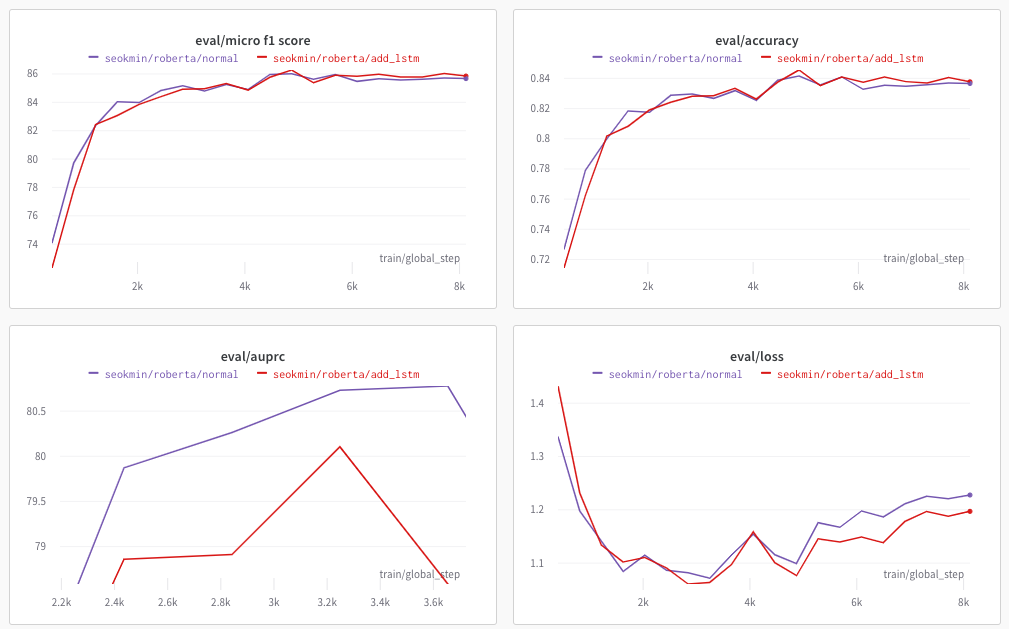 eval/micro f1 score
seokmin/roberta/normal seokmin/roberta/add_lstm
86
84
82
80
78
76
74
train/global_step
2k 4k 6k 8k
eval/accuracy
seokmin/roberta/normal seokmin/roberta/add_lstm
0.84
0.82
0.8
0.78
0.76
0.74
0.72
train/global_step
2k 4k 6k 8k
eval/auprc
seokmin/roberta/normal seokmin/roberta/add_lstm
80.5
80
79.5
79
train/global_step
2.2k 2.4k 2.6k 2.8k 3k 3.2k 3.4k 3.6k
eval/loss
seokmin/roberta/normal seokmin/roberta/add_lstm
1.4
1.3
1.2
1.1
train/global_step
2k 4k 6k 8k